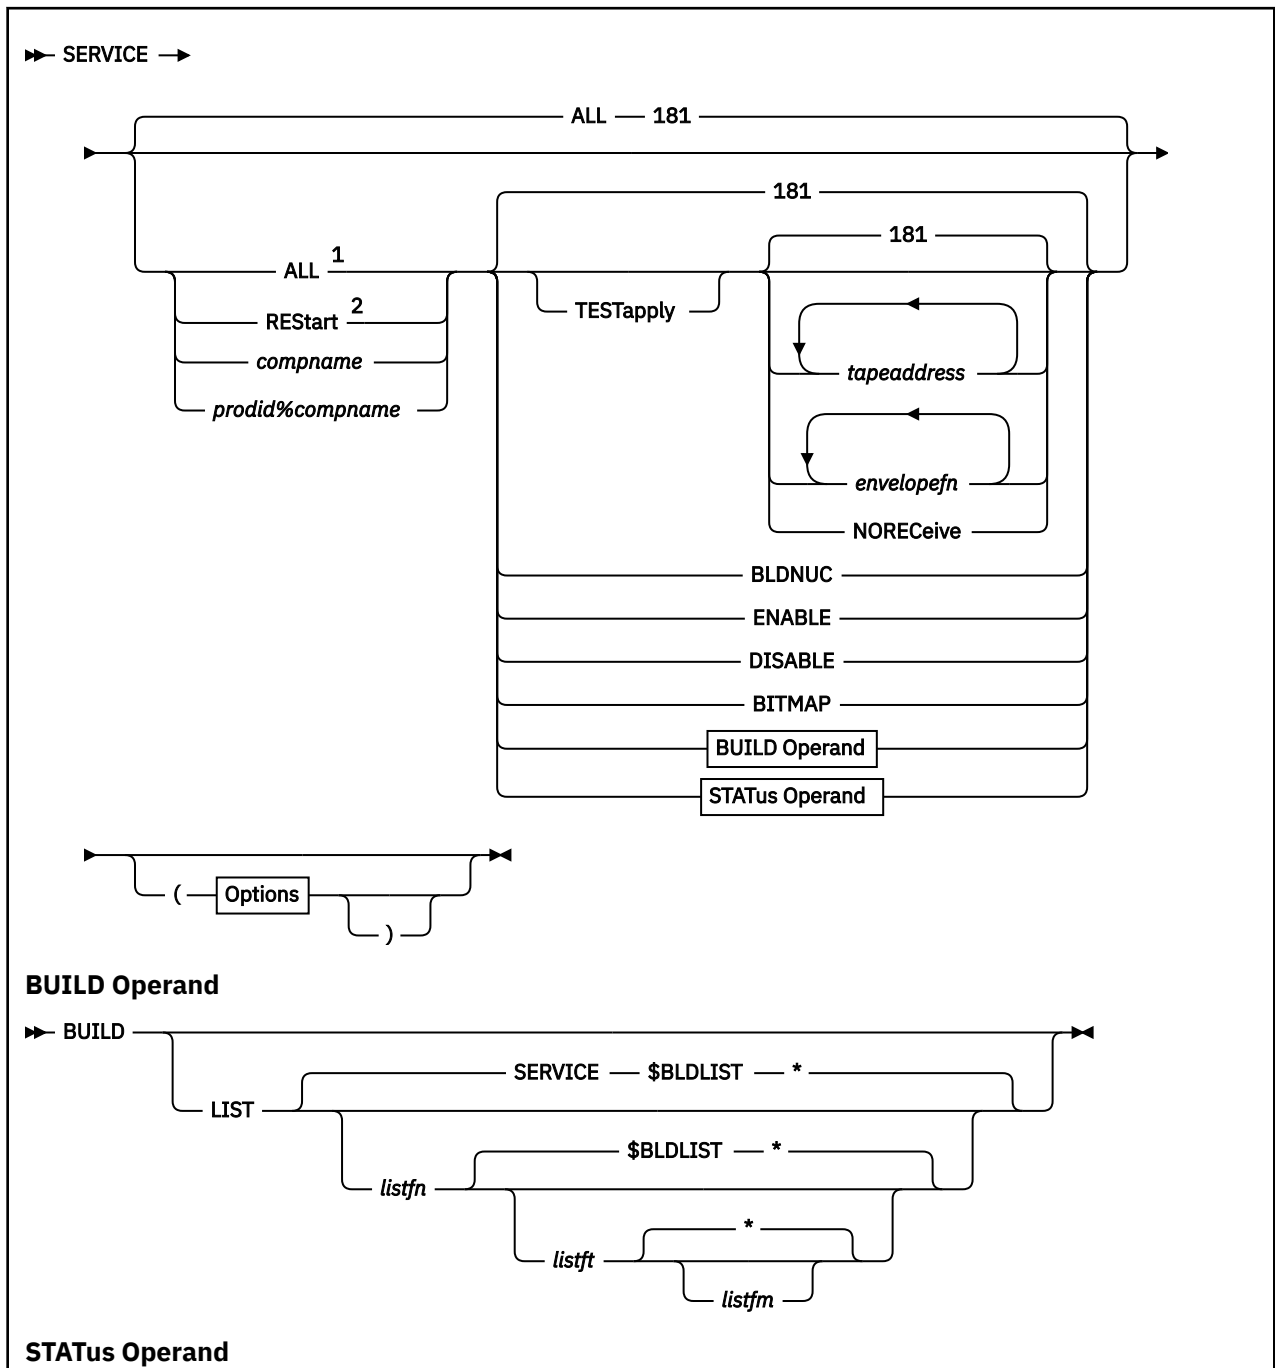 SERVICE
ALL 181
181
181
ALL 1
TESTapply
REStart 2
compname
tapeaddress
prodid%compname
envelopefn
NORECeive
BLDNUC
ENABLE
DISABLE
BITMAP
BUILD Operand
STATus Operand
( Options
)
BUILD Operand
BUILD
SERVICE $BLDLIST *
LIST
$BLDLIST *
listfn
*
listft
listfm
STATus Operand